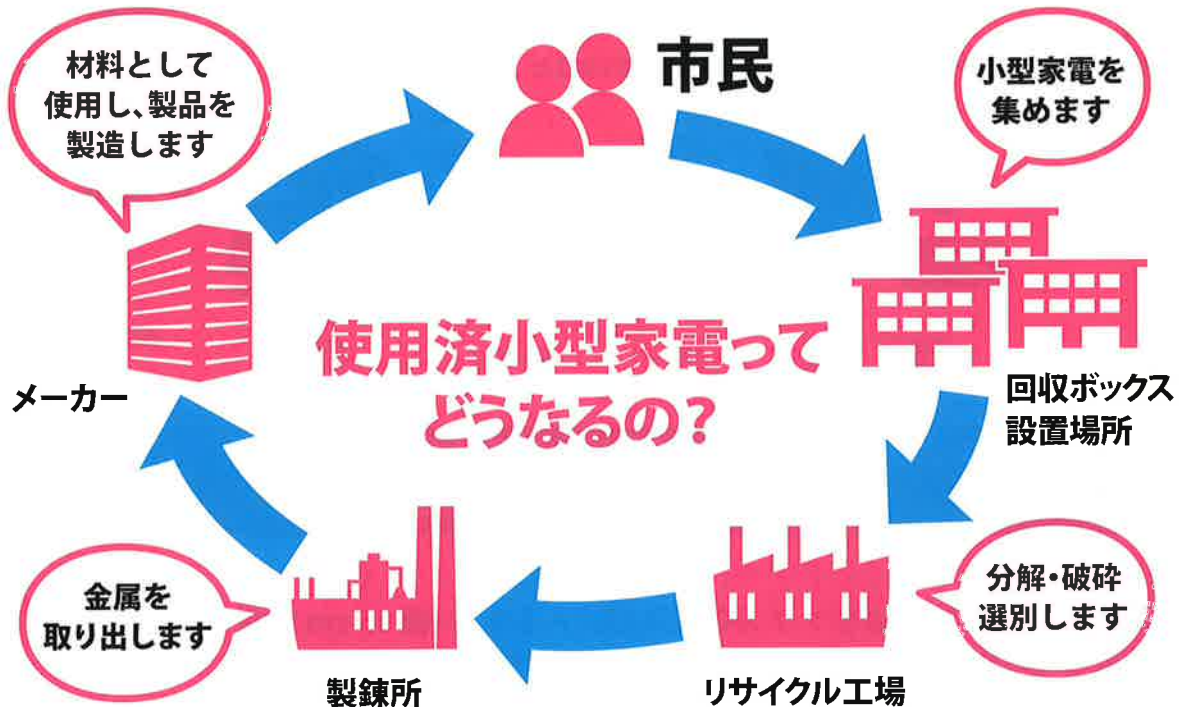 市民
材料として
使用し、製品を
製造します
小型家電を
集めます
使用済小型家電って
どうなるの?
メーカー
回収ボックス
設置場所
金属を
取り出します
分解・破砕
選別します
製錬所
リサイクル工場